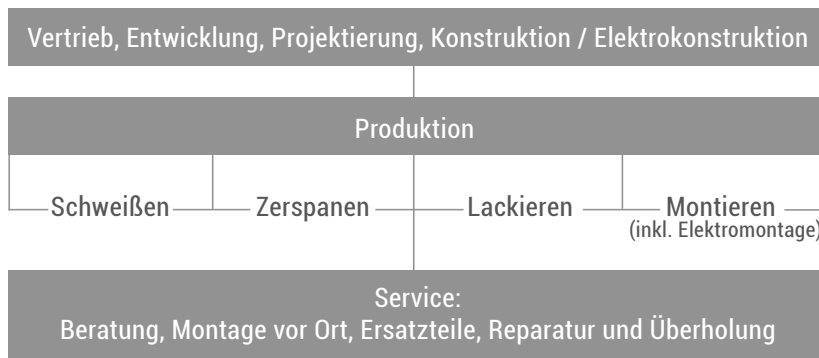 Vertrieb, Entwicklung, Projektierung, Konstruktion / Elektrokonstruktion
Produktion
Schweißen Zerspanen Lackieren Montieren
(inkl. Elektromontage)
Service:
Beratung, Montage vor Ort, Ersatzteile, Reparatur und Überholung